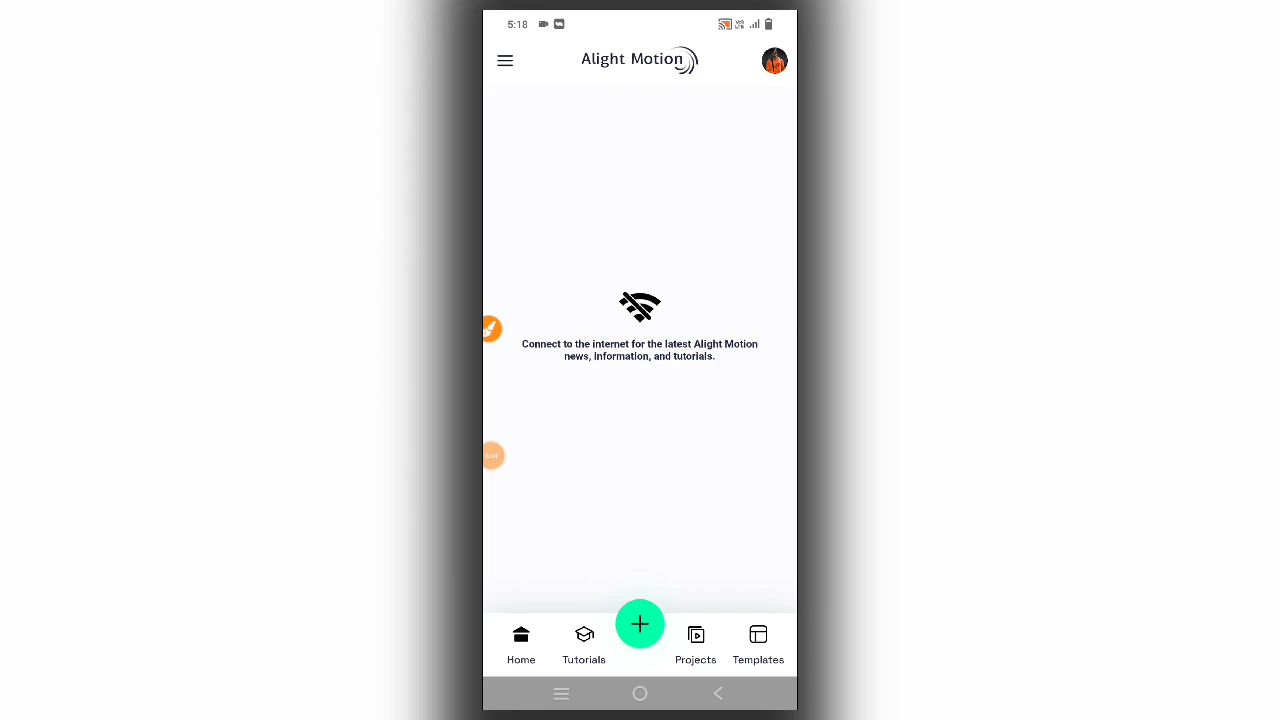 5:18
Alight Motion
Connect to the internet for the latest Alight Motion
news, information, and tutorials.
Home
Tutorials
Projects
Templates